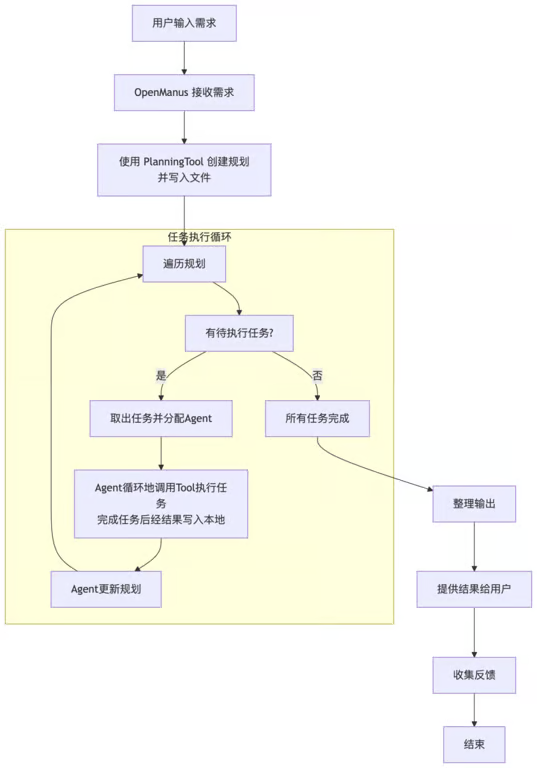 用户输入需求
OpenManus 接收需求
使用 PlanningTool 创建规划
并写入文件
任务执行循环
遍历规划
有待执行任务?
是
否
取出任务并分配Agent
所有任务完成
Agent循环地调用Tool执行任
务
完成任务后经结果写入本地
整理输出
Agent更新规划
提供结果给用户
收集反馈
结束